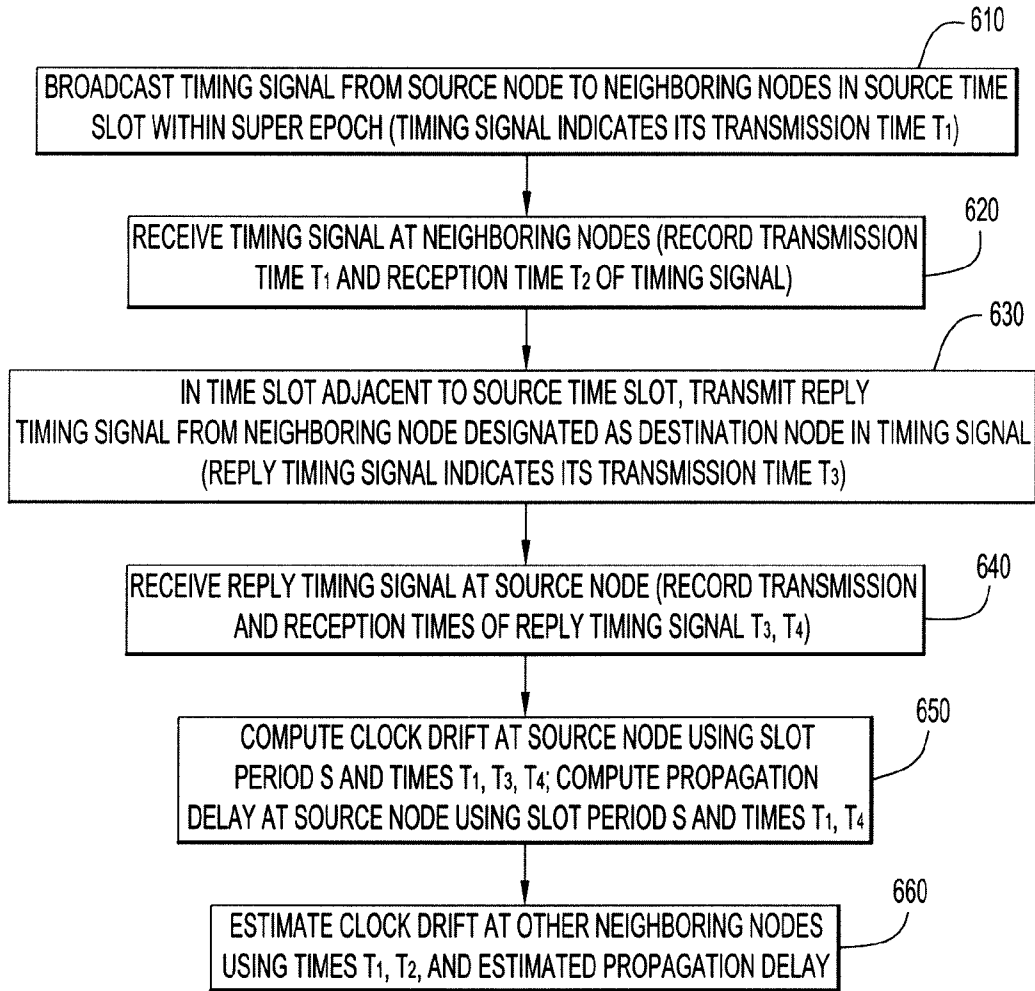 610
BROADCAST TIMING SIGNAL FROM SOURCE NODE TO NEIGHBORING NODES IN SOURCE TIME
SLOT WITHIN SUPER EPOCH (TIMING SIGNAL INDICATES ITS TRANSMISSION TIME T1)
620
RECEIVE TIMING SIGNAL AT NEIGHBORING NODES (RECORD TRANSMISSION
TIME T1 AND RECEPTION TIME T2 OF TIMING SIGNAL)
630
IN TIME SLOT ADJACENT TO SOURCE TIME SLOT, TRANSMIT REPLY
TIMING SIGNAL FROM NEIGHBORING NODE DESIGNATED AS DESTINATION NODE IN TIMING SIGNAL
(REPLY TIMING SIGNAL INDICATES ITS TRANSMISSION TIME T3)
640
RECEIVE REPLY TIMING SIGNAL AT SOURCE NODE (RECORD TRANSMISSION
AND RECEPTION TIMES OF REPLY TIMING SIGNAL T3, T4)
650
COMPUTE CLOCK DRIFT AT SOURCE NODE USING SLOT
PERIOD S AND TIMES T1, T3, T4; COMPUTE PROPAGATION
DELAY AT SOURCE NODE USING SLOT PERIOD S AND TIMES T1, T4
660
ESTIMATE CLOCK DRIFT AT OTHER NEIGHBORING NODES
USING TIMES T1, T2, AND ESTIMATED PROPAGATION DELAY